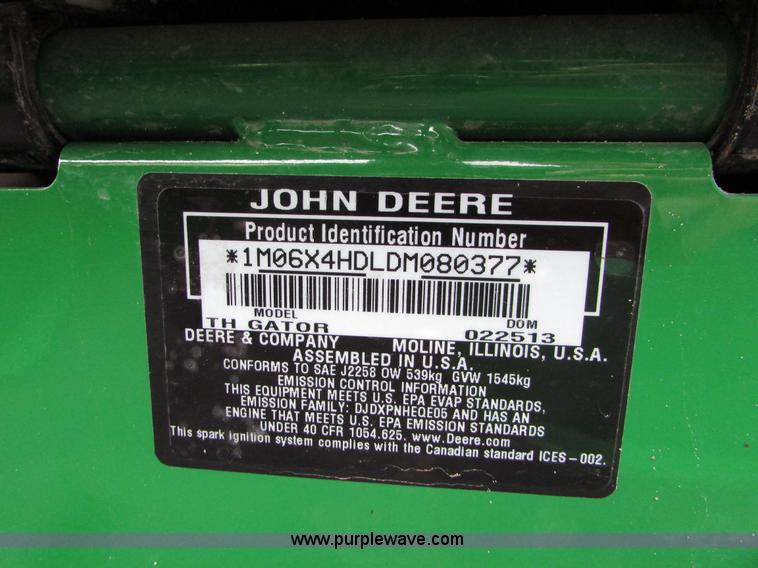 JOHN DEERE
Product Identification Number
*1M06X4HDLDM080377*
MODEL DOM
TH GATOR 022513
DEERE & COMPANY MOLINE, ILLINOIS, U.S.A.
ASSEMBLED IN U.S.A.
CONFORMS TO SAE J2258 OW 539kg GVW 1545kg
EMISSION CONTROL INFORMATION
THIS EQUIPMENT MEETS U.S. EPA EVAP STANDARDS,
EMISSION FAMILY: DJDXPNHEQE05 AND HAS AN
ENGINE THAT MEETS U.S. EPA EMISSION STANDARDS
UNDER 40 CFR 1054.625. www.Deere.com
This spark ignition system complies with the Canadian standard ICES-002.
www.purplewave.com